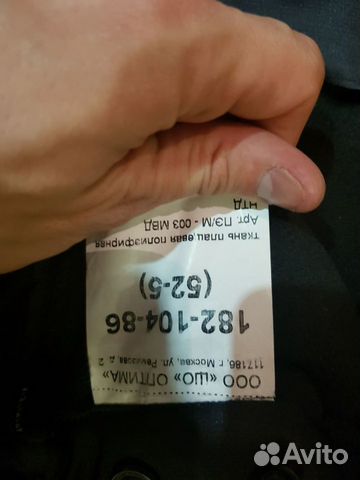 ООО «ШО» ОПТИМА"
117186, г. Москва, ул. Ремизова, д. 2
182-104-86
(52-5)
ткань плащевая полиэфирная
Арт. ПЭ/М - 003 МВД
ЧТД
Avito